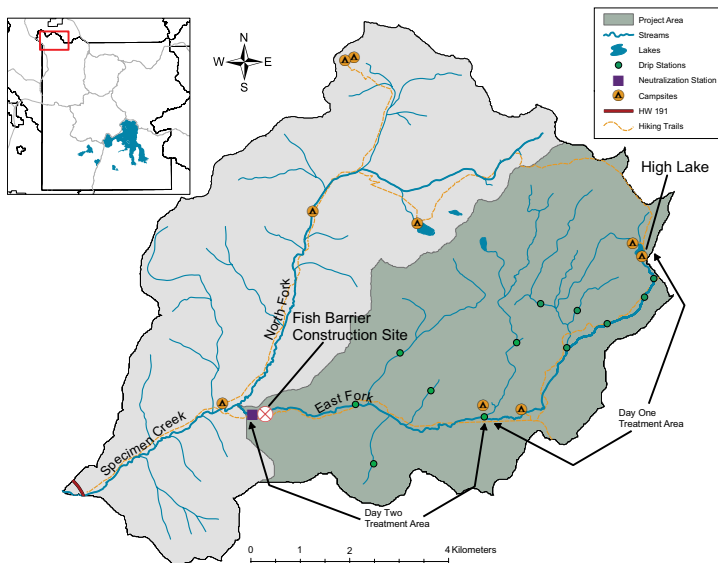 N
W E
S
Project Area
Streams
Lakes
Drip Stations
Neutralization Station
Campsites
HW 191
Hiking Trails
High Lake
North Fork
Fish Barrier
Construction Site
East Fork
Specimen Creek
Day One
Treatment Area
Day Two
Treatment Area
0 1 2 4 Kilometers